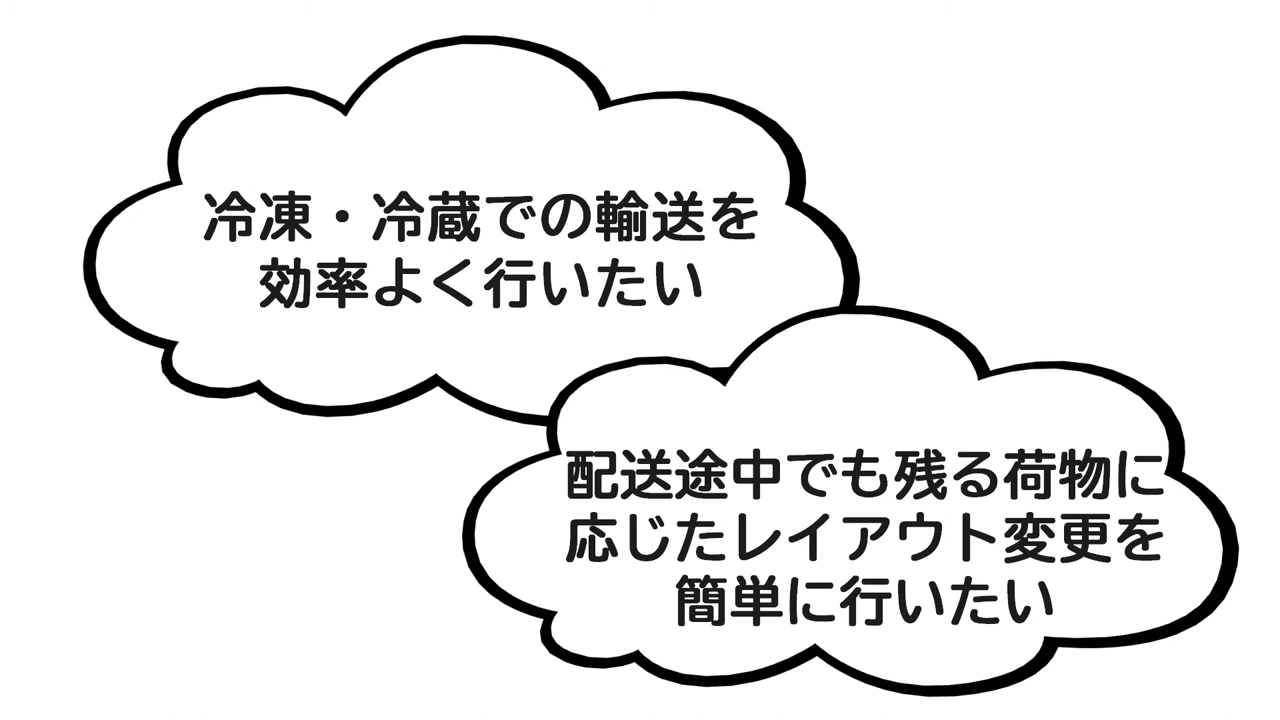 冷凍・冷蔵での輸送を
効率よく行いたい
配送途中でも残る荷物に
応じたレイアウト変更を
簡単に行いたい